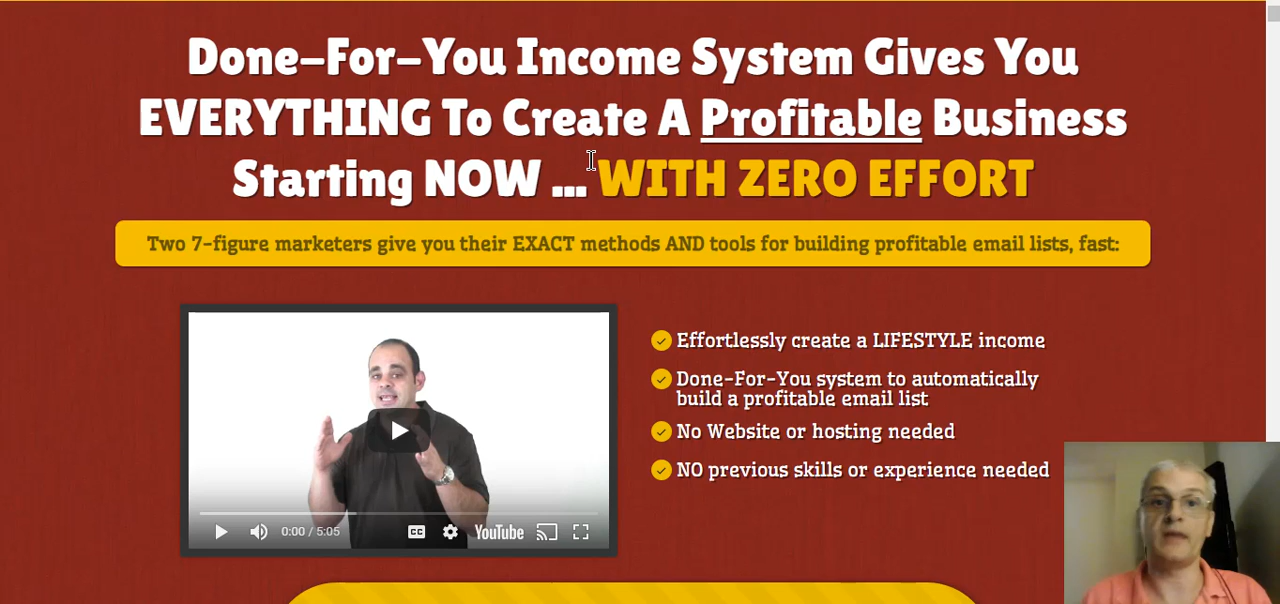 Done-For-You Income System Gives You
EVERYTHING To Create A Profitable Business
Starting NOW ... WITH ZERO EFFORT
Two 7-figure marketers give you their EXACT methods AND tools for building profitable email lists, fast:
Effortlessly create a LIFESTYLE income
Done-For-You system to automatically
build a profitable email list
No Website or hosting needed
NO previous skills or experience needed
0:00 / 5:05
CC
YouTube